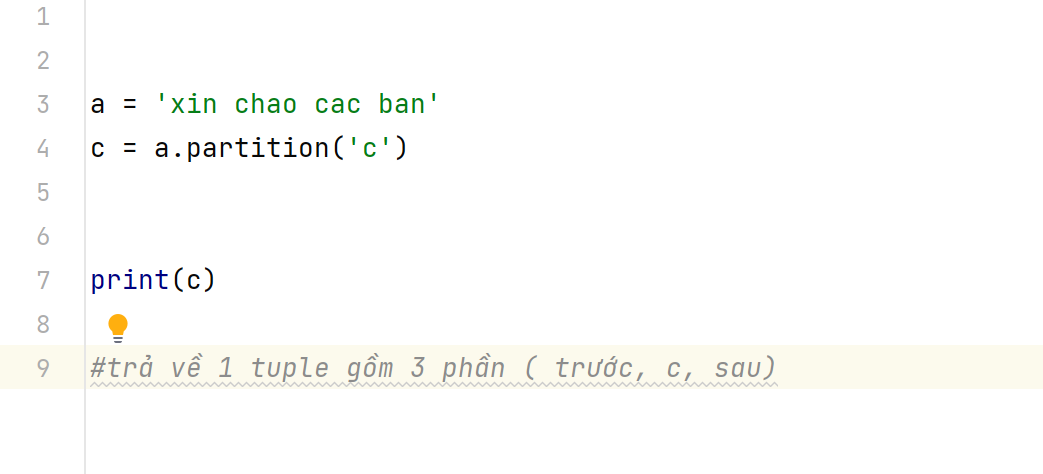 1
2
3 a = 'xin chao cac ban'
4 c = a.partition('c')
5
6
7 print(c)
8
9 #trả về 1 tuple gồm 3 phần ( trước, c, sau)